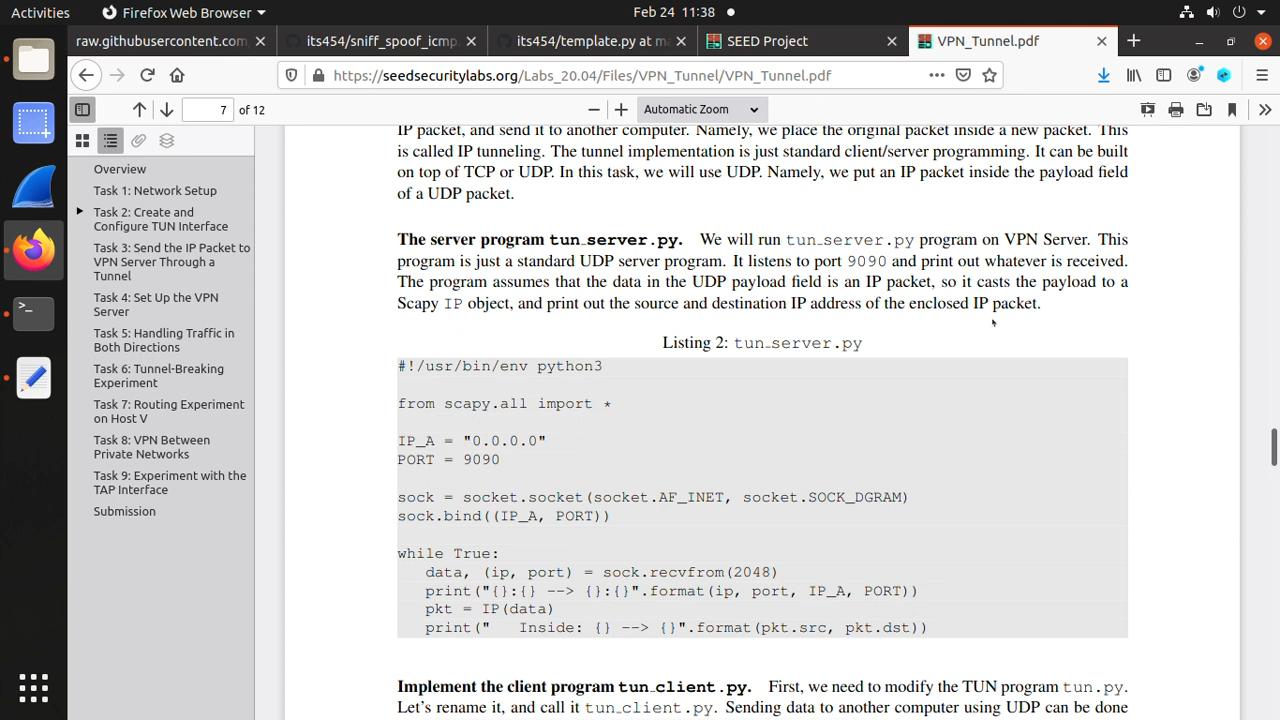 Activities
Firefox Web Browser
Feb 24 11:38
raw.githubusercontent.com
its454/sniff_spoof_icmp
its454/template.py at ma
SEED Project
VPN_Tunnel.pdf
https://seedsecuritylabs.org/Labs_20.04/Files/VPN_Tunnel/VPN_Tunnel.pdf
7 of 12
Automatic Zoom
Overview
Task 1: Network Setup
Task 2: Create and
Configure TUN Interface
Task 3: Send the IP Packet to
VPN Server Through a
Tunnel
Task 4: Set Up the VPN
Server
Task 5: Handling Traffic in
Both Directions
Task 6: Tunnel-Breaking
Experiment
Task 7: Routing Experiment
on Host V
Task 8: VPN Between
Private Networks
Task 9: Experiment with the
TAP Interface
Submission
IP packet, and send it to another computer. Namely, we place the original packet inside a new packet. This
is called IP tunneling. The tunnel implementation is just standard client/server programming. It can be built
on top of TCP or UDP. In this task, we will use UDP. Namely, we put an IP packet inside the payload field
of a UDP packet.
The server program tun_server.py. We will run tun_server.py program on VPN Server. This
program is just a standard UDP server program. It listens to port 9090 and print out whatever is received.
The program assumes that the data in the UDP payload field is an IP packet, so it casts the payload to a
Scapy IP object, and print out the source and destination IP address of the enclosed IP packet.
Listing 2: tun_server.py
#!/usr/bin/env python3
from scapy.all import *
IP_A = "0.0.0.0"
PORT = 9090
sock = socket.socket(socket.AF_INET, socket.SOCK_DGRAM)
sock.bind((IP_A, PORT))
while True:
data, (ip, port) = sock.recvfrom(2048)
print("{}:{} --> {}:{}".format(ip, port, IP_A, PORT))
pkt = IP(data)
print(" Inside: {} --> {}".format(pkt.src, pkt.dst))
Implement the client program tun_client.py. First, we need to modify the TUN program tun.py.
Let's rename it, and call it tun_client.py. Sending data to another computer using UDP can be done